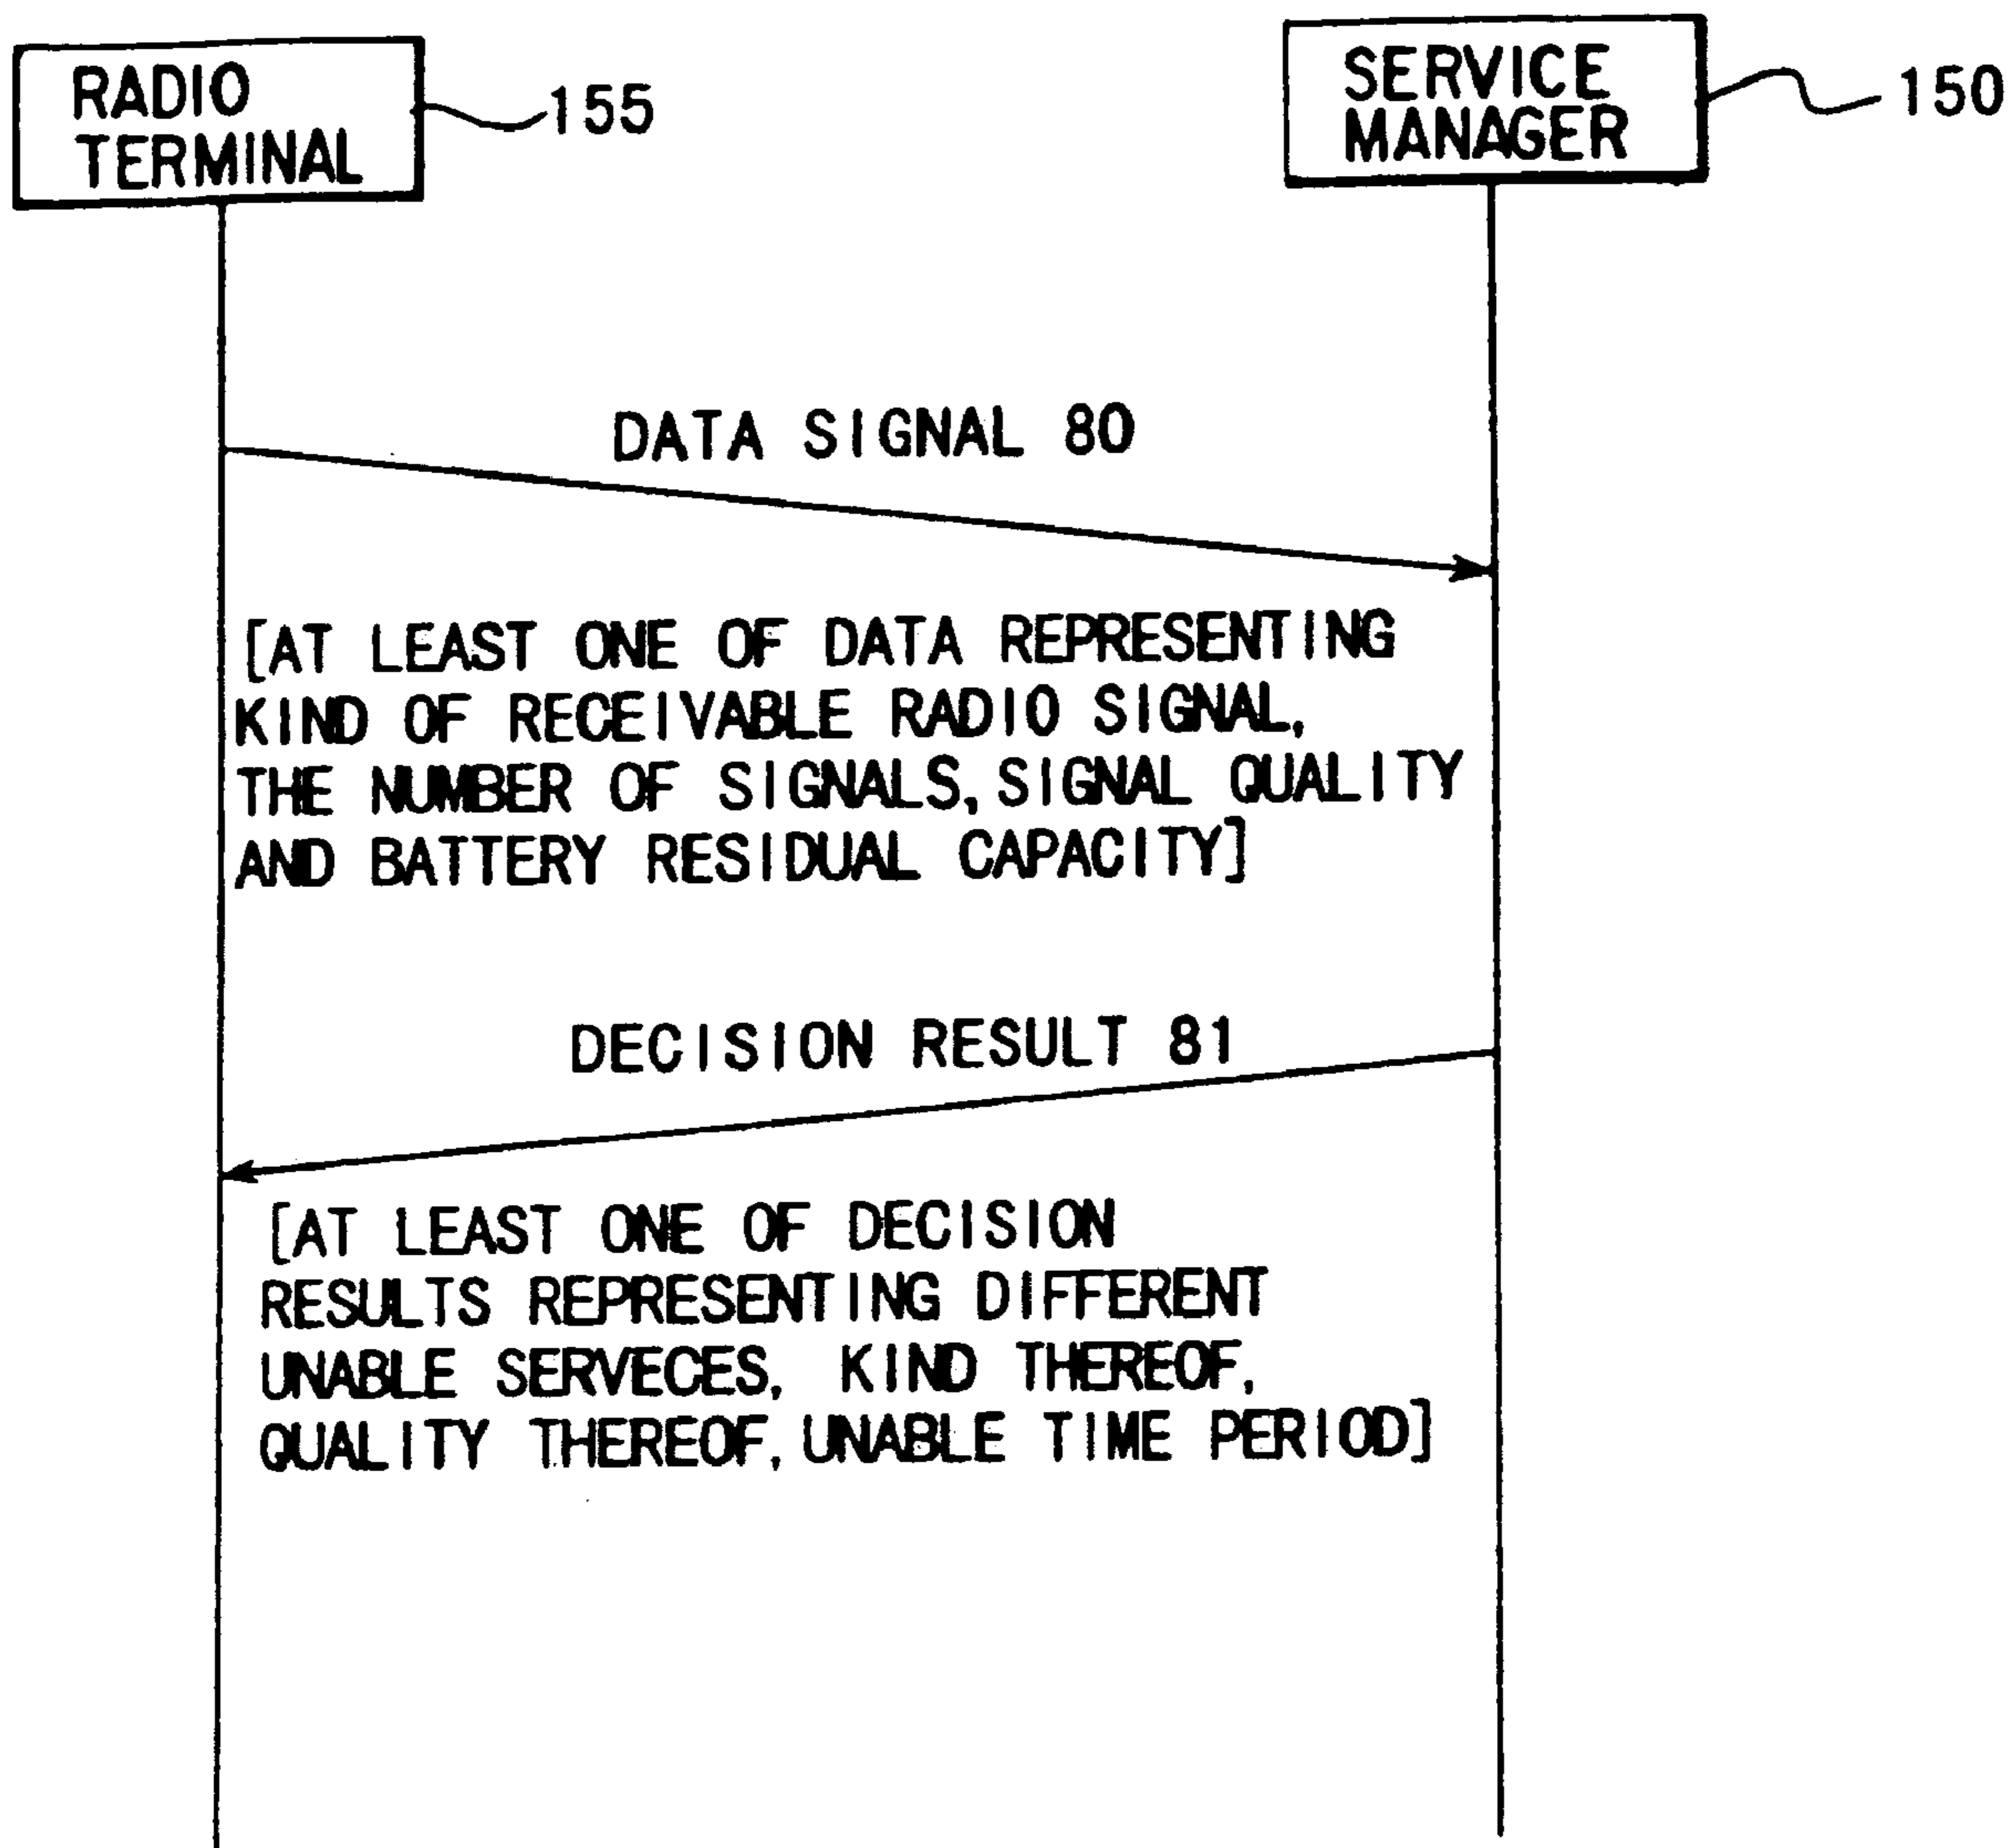 RADIO
TERMINAL
155
SERVICE
MANAGER
150
DATA SIGNAL 80
[AT LEAST ONE OF DATA REPRESENTING
KIND OF RECEIVABLE RADIO SIGNAL,
THE NUMBER OF SIGNALS, SIGNAL QUALITY
AND BATTERY RESIDUAL CAPACITY]
DECISION RESULT 81
[AT LEAST ONE OF DECISION
RESULTS REPRESENTING DIFFERENT
UNABLE SERVECES, KIND THEREOF,
QUALITY THEREOF, UNABLE TIME PERIOD]